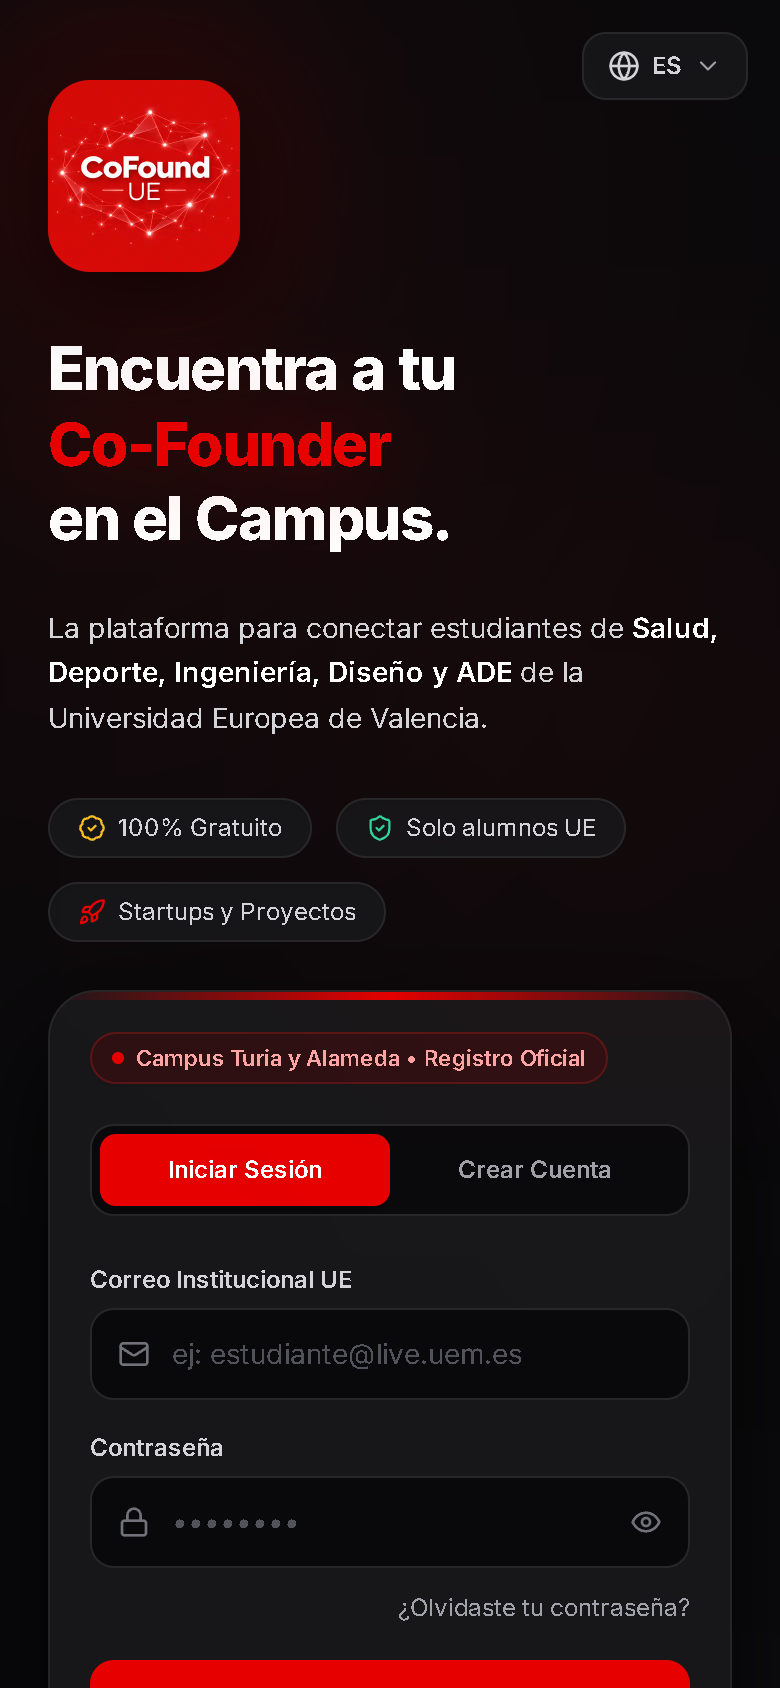 ES
CoFound
UE
Encuentra a tu
Co-Founder
en el Campus.
La plataforma para conectar estudiantes de Salud,
Deporte, Ingeniería, Diseño y ADE de la
Universidad Europea de Valencia.
100% Gratuito
Solo alumnos UE
Startups y Proyectos
Campus Turia y Alameda • Registro Oficial
Iniciar Sesión
Crear Cuenta
Correo Institucional UE
ej: estudiante@live.uem.es
Contraseña
••••••••
¿Olvidaste tu contraseña?